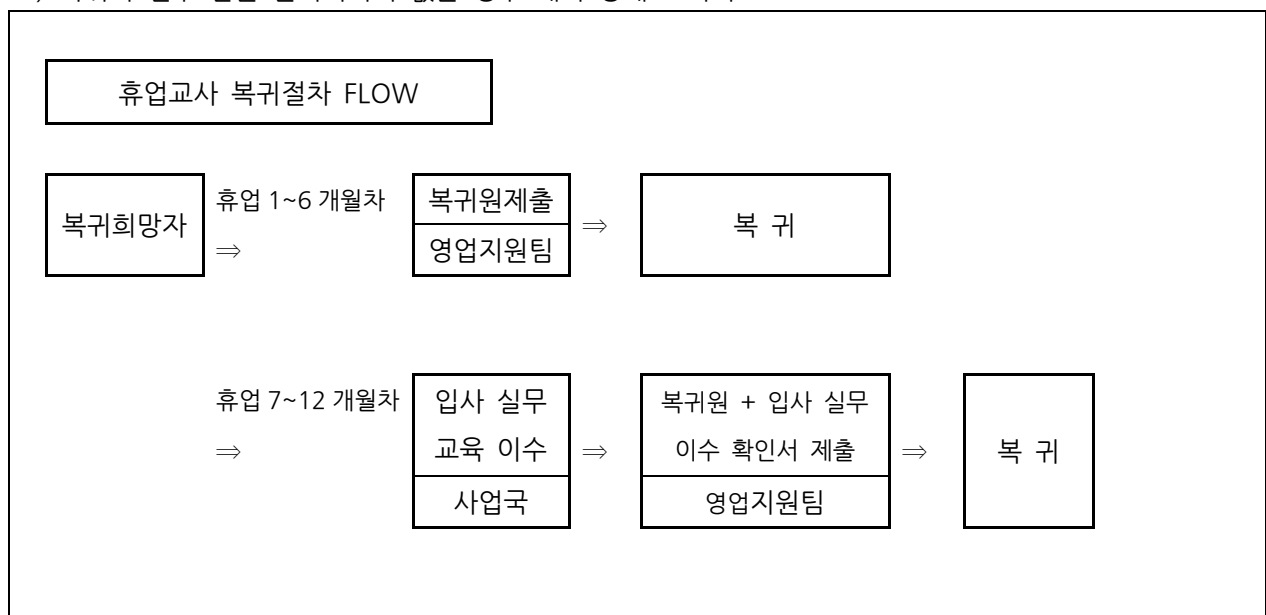 휴업교사 복귀절차 FLOW
복귀희망자
휴업 1~6 개월차
⇒
복귀원제출
영업지원팀
⇒
복 귀
휴업 7~12 개월차
⇒
입사 실무
교육 이수
사업국
⇒
복귀원 + 입사 실무
이수 확인서 제출
영업지원팀
⇒
복 귀